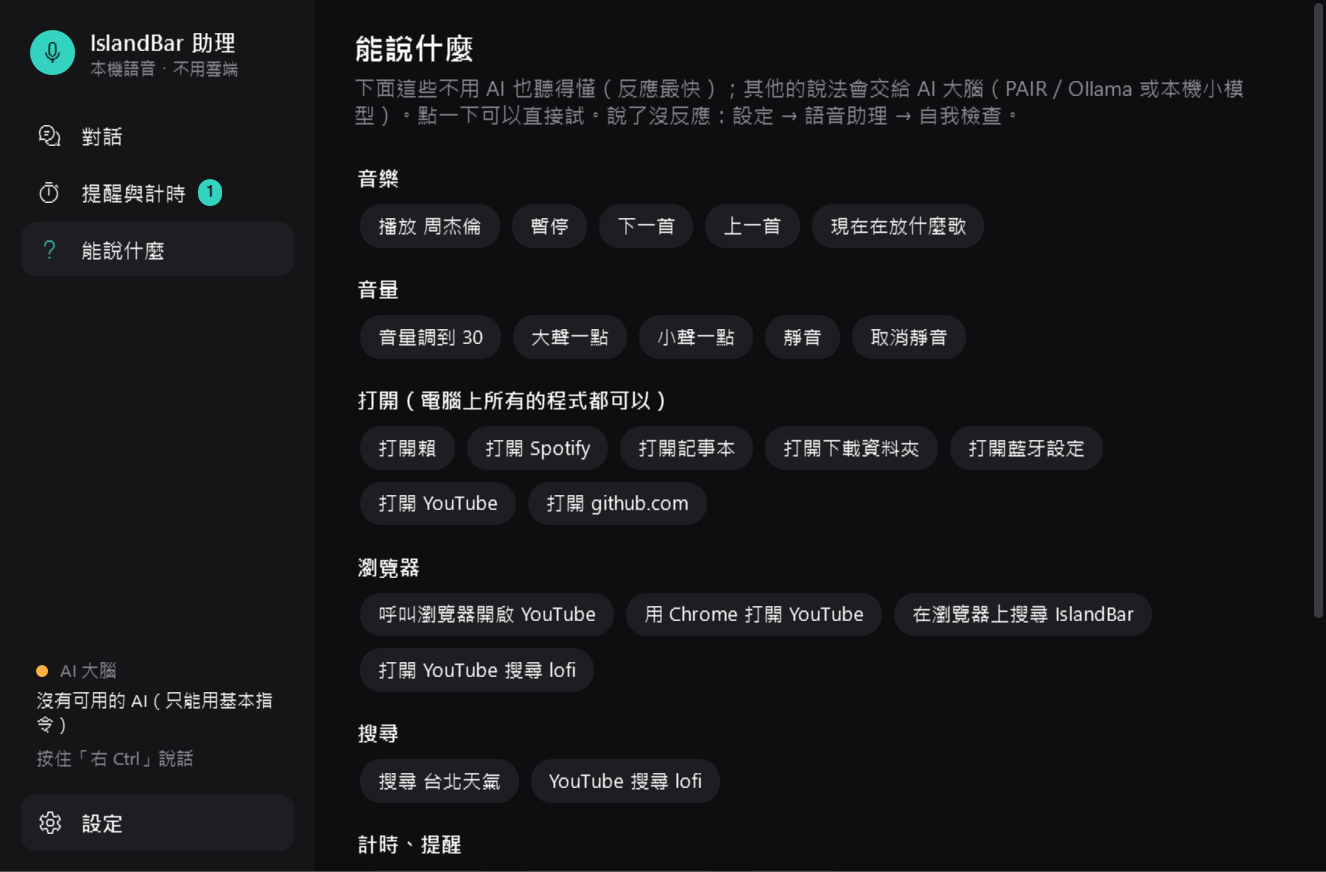 IslandBar 助理
本機語音 · 不用雲端
對話
提醒與計時 1
? 能說什麼
AI 大腦
沒有可用的 AI（只能用基本指
令）
按住「右 Ctrl」說話
設定
能說什麼
下面這些不用 AI 也聽得懂（反應最快）；其他的說法會交給 AI 大腦（PAIR / Ollama 或本機小模
型）。點一下可以直接試。說了沒反應：設定 → 語音助理 → 自我檢查。
音樂
播放 周杰倫 暫停 下一首 上一首 現在在放什麼歌
音量
音量調到 30 大聲一點 小聲一點 靜音 取消靜音
打開（電腦上所有的程式都可以）
打開賴 打開 Spotify 打開記事本 打開下載資料夾 打開藍牙設定
打開 YouTube 打開 github.com
瀏覽器
呼叫瀏覽器開啟 YouTube 用 Chrome 打開 YouTube 在瀏覽器上搜尋 IslandBar
打開 YouTube 搜尋 lofi
搜尋
搜尋 台北天氣 YouTube 搜尋 lofi
計時、提醒